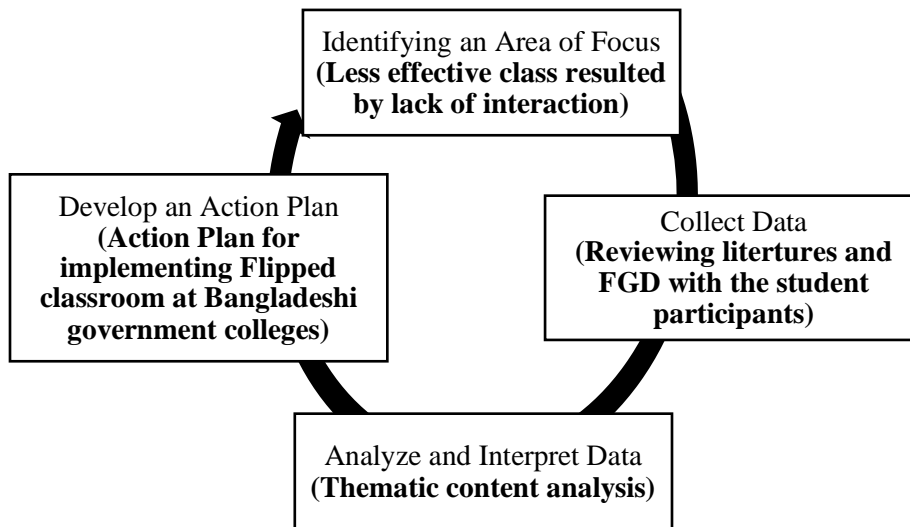 Identifying an Area of Focus
(Less effective class resulted
by lack of interaction)
Collect Data
(Reviewing litertures and
FGD with the student
participants)
Analyze and Interpret Data
(Thematic content analysis)
Develop an Action Plan
(Action Plan for
implementing Flipped
classroom at Bangladeshi
government colleges)